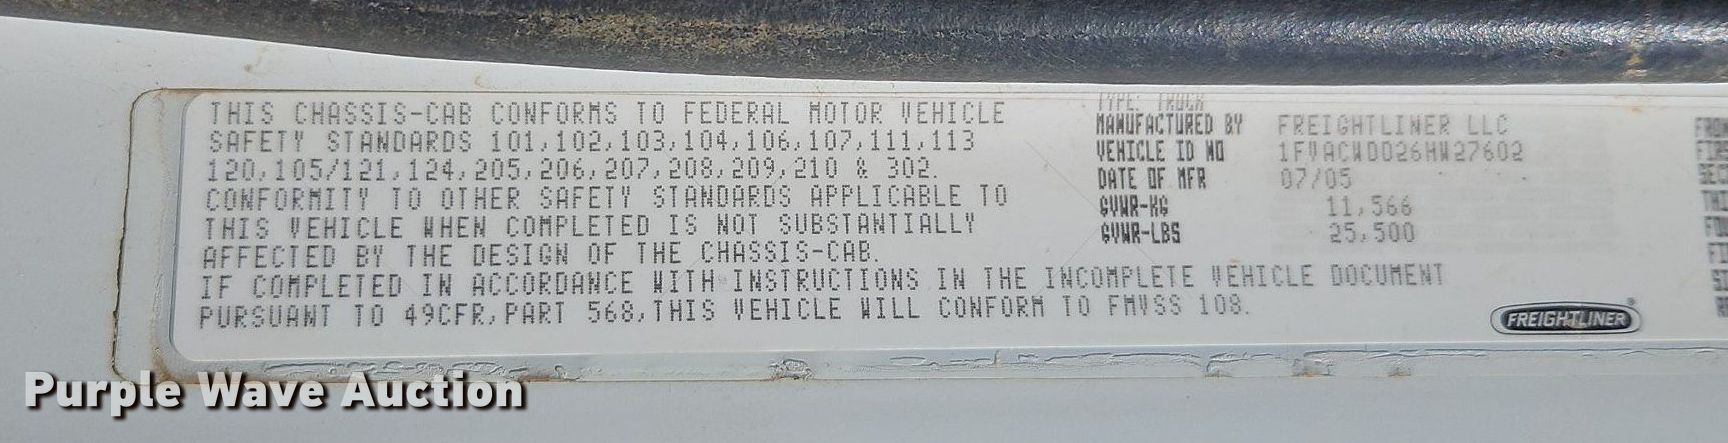 THIS CHASSIS-CAB CONFORMS TO FEDERAL MOTOR VEHICLE
SAFETY STANDARDS 101,102,103,104,106,107,111,113
120,105/121,124,205,206,207,208,209,210 & 302.
CONFORMITY TO OTHER SAFETY STANDARDS APPLICABLE TO
THIS VEHICLE WHEN COMPLETED IS NOT SUBSTANTIALLY
AFFECTED BY THE DESIGN OF THE CHASSIS-CAB.
IF COMPLETED IN ACCORDANCE WITH INSTRUCTIONS IN THE INCOMPLETE VEHICLE DOCUMENT
PURSUANT TO 49CFR,PART 568,THIS VEHICLE WILL CONFORM TO FMVSS 108.
TYPE: TRUCK
MANUFACTURED BY FREIGHTLINER LLC
VEHICLE ID NO 1FVACWDD26HW27602
DATE OF MFR 07/05
GVWR-KG 11,566
GVWR-LBS 25,500
FREIGHTLINER
Purple Wave Auction